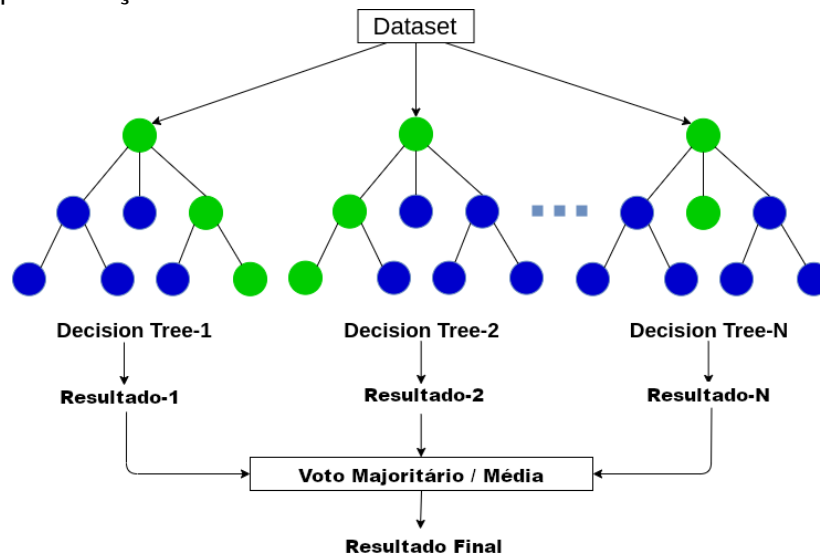 Dataset
Decision Tree-1
Decision Tree-2
Decision Tree-N
Resultado-1
Resultado-2
Resultado-N
Voto Majoritário / Média
Resultado Final